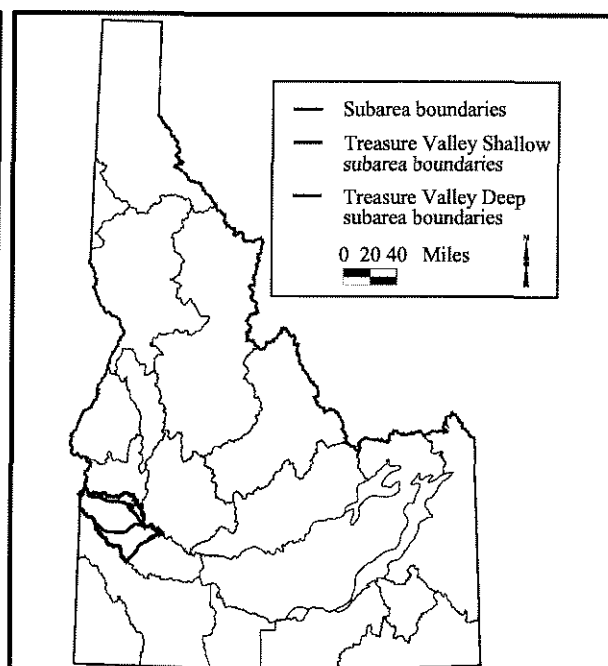 Subarea boundaries
Treasure Valley Shallow
subarea boundaries
Treasure Valley Deep
subarea boundaries
0 20 40 Miles
N